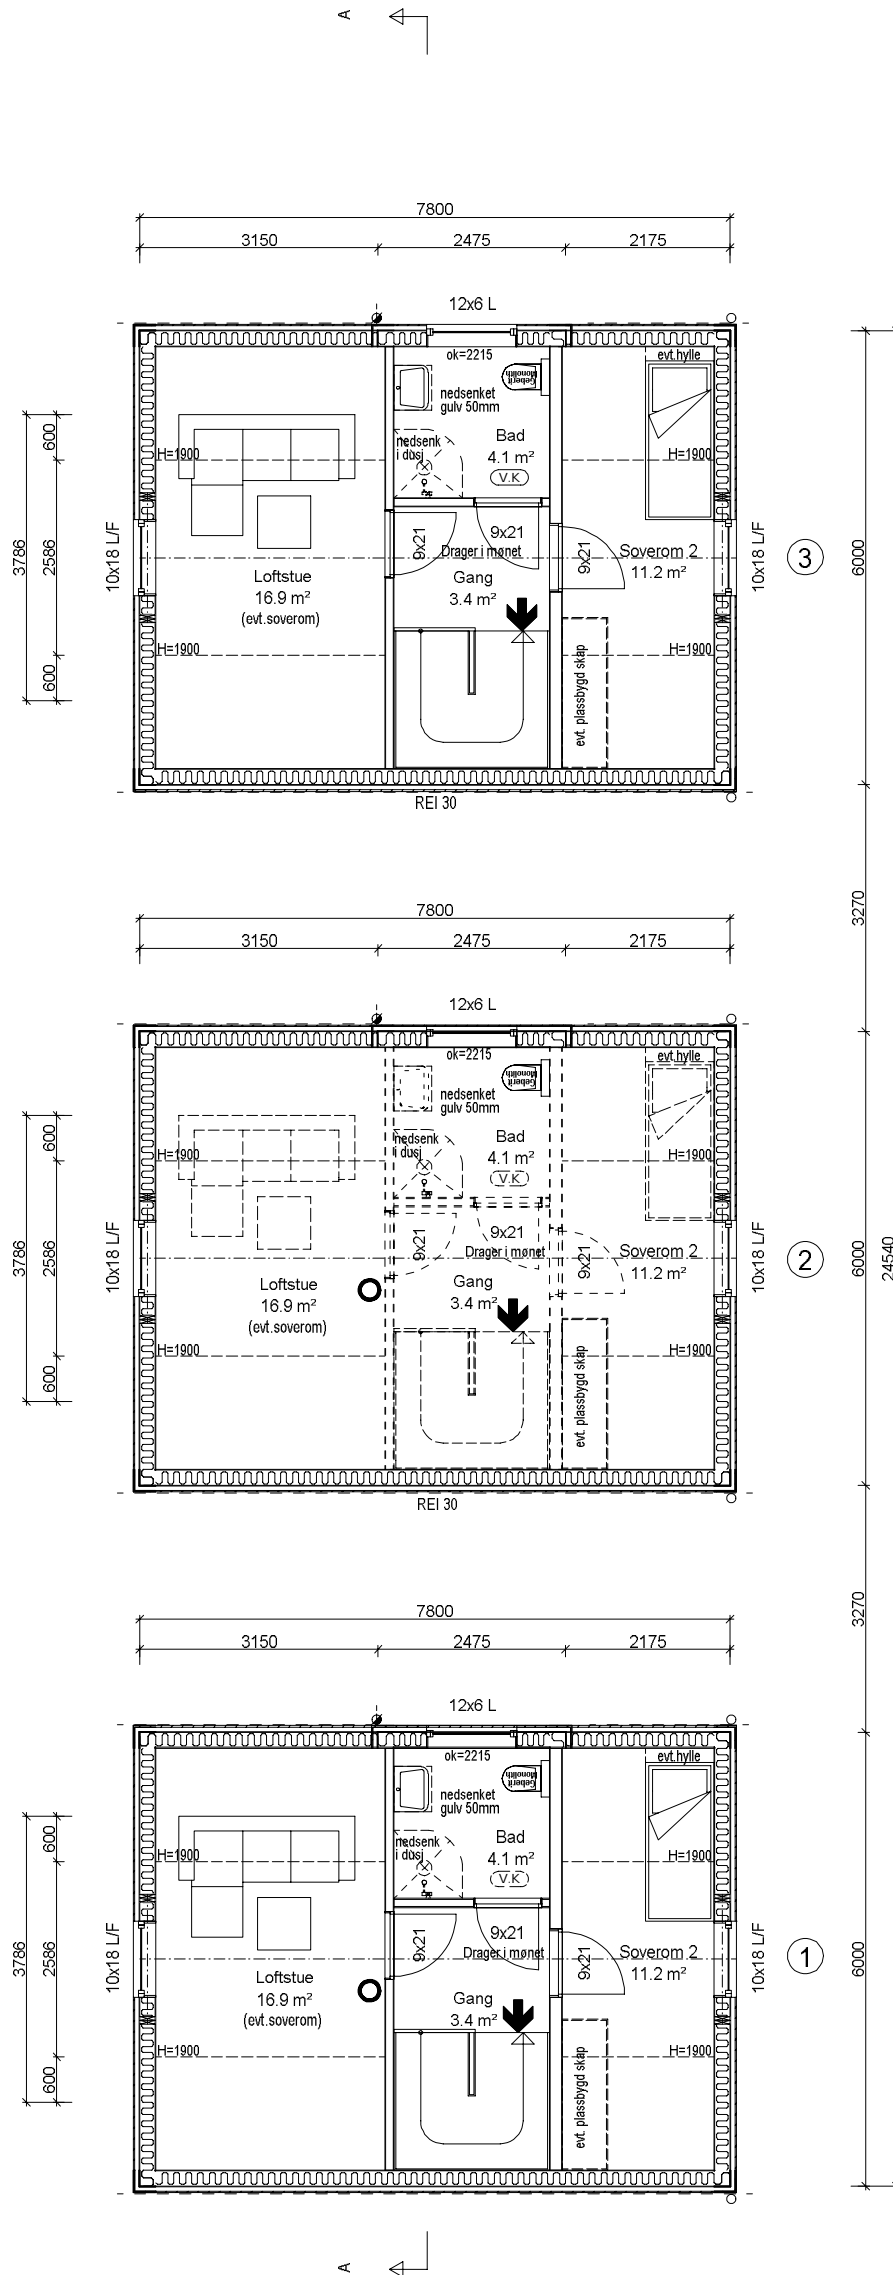 A
7800
3150 2475 2175
12x6 L
ok=2215
evt.hylle
Geberit
Monolith
nedsenket
gulv 50mm
600
Bad
nedsenk
i dusj
H=1900
4.1 m²
H=1900
V.K
3786
2586
10x18 L/F
9x21
9x21
Drager i mønet
9x21
Soverom 2
11.2 m²
10x18 L/F
3
6000
Loftstue
16.9 m²
(evt.soverom)
Gang
3.4 m²
H=1900
H=1900
600
evt. plassbygd skap
REI 30
3270
7800
3150 2475 2175
12x6 L
ok=2215
evt.hylle
Geberit
Monolith
nedsenket
gulv 50mm
600
Bad
nedsenk
i dusj
H=1900
4.1 m²
H=1900
V.K
3786
2586
10x18 L/F
9x21
9x21
Drager i mønet
9x21
Soverom 2
11.2 m²
10x18 L/F
2
6000
24540
Loftstue
16.9 m²
(evt.soverom)
Gang
3.4 m²
H=1900
H=1900
600
evt. plassbygd skap
REI 30
3270
7800
3150 2475 2175
12x6 L
ok=2215
evt.hylle
Geberit
Monolith
nedsenket
gulv 50mm
600
Bad
nedsenk
i dusj
H=1900
4.1 m²
H=1900
V.K
3786
2586
10x18 L/F
9x21
9x21
Drager i mønet
9x21
Soverom 2
11.2 m²
10x18 L/F
1
6000
Loftstue
16.9 m²
(evt.soverom)
Gang
3.4 m²
H=1900
H=1900
600
evt. plassbygd skap
A